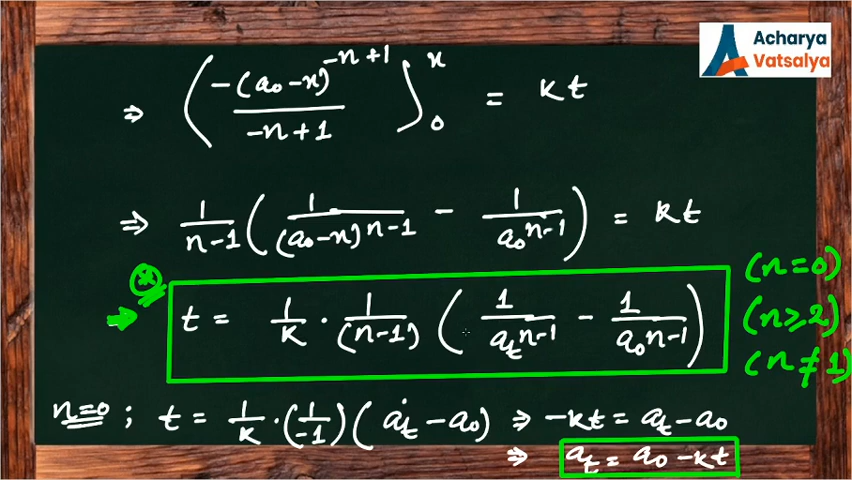 Acharya
Vatsalya
⇒ (-(a₀-x)^(-n+1) / (-n+1))₀ˣ = kt
⇒ 1/(n-1) (1/(a₀-x)^(n-1) - 1/a₀^(n-1)) = kt
(n=0)
t = 1/k · 1/(n-1) (1/a_t^(n-1) - 1/a₀^(n-1))
(n≥2)
(n≠1)
n=0; t = 1/k · (1/-1) (a_t - a₀) ⇒ -kt = a_t - a₀
⇒ a_t = a₀ - kt